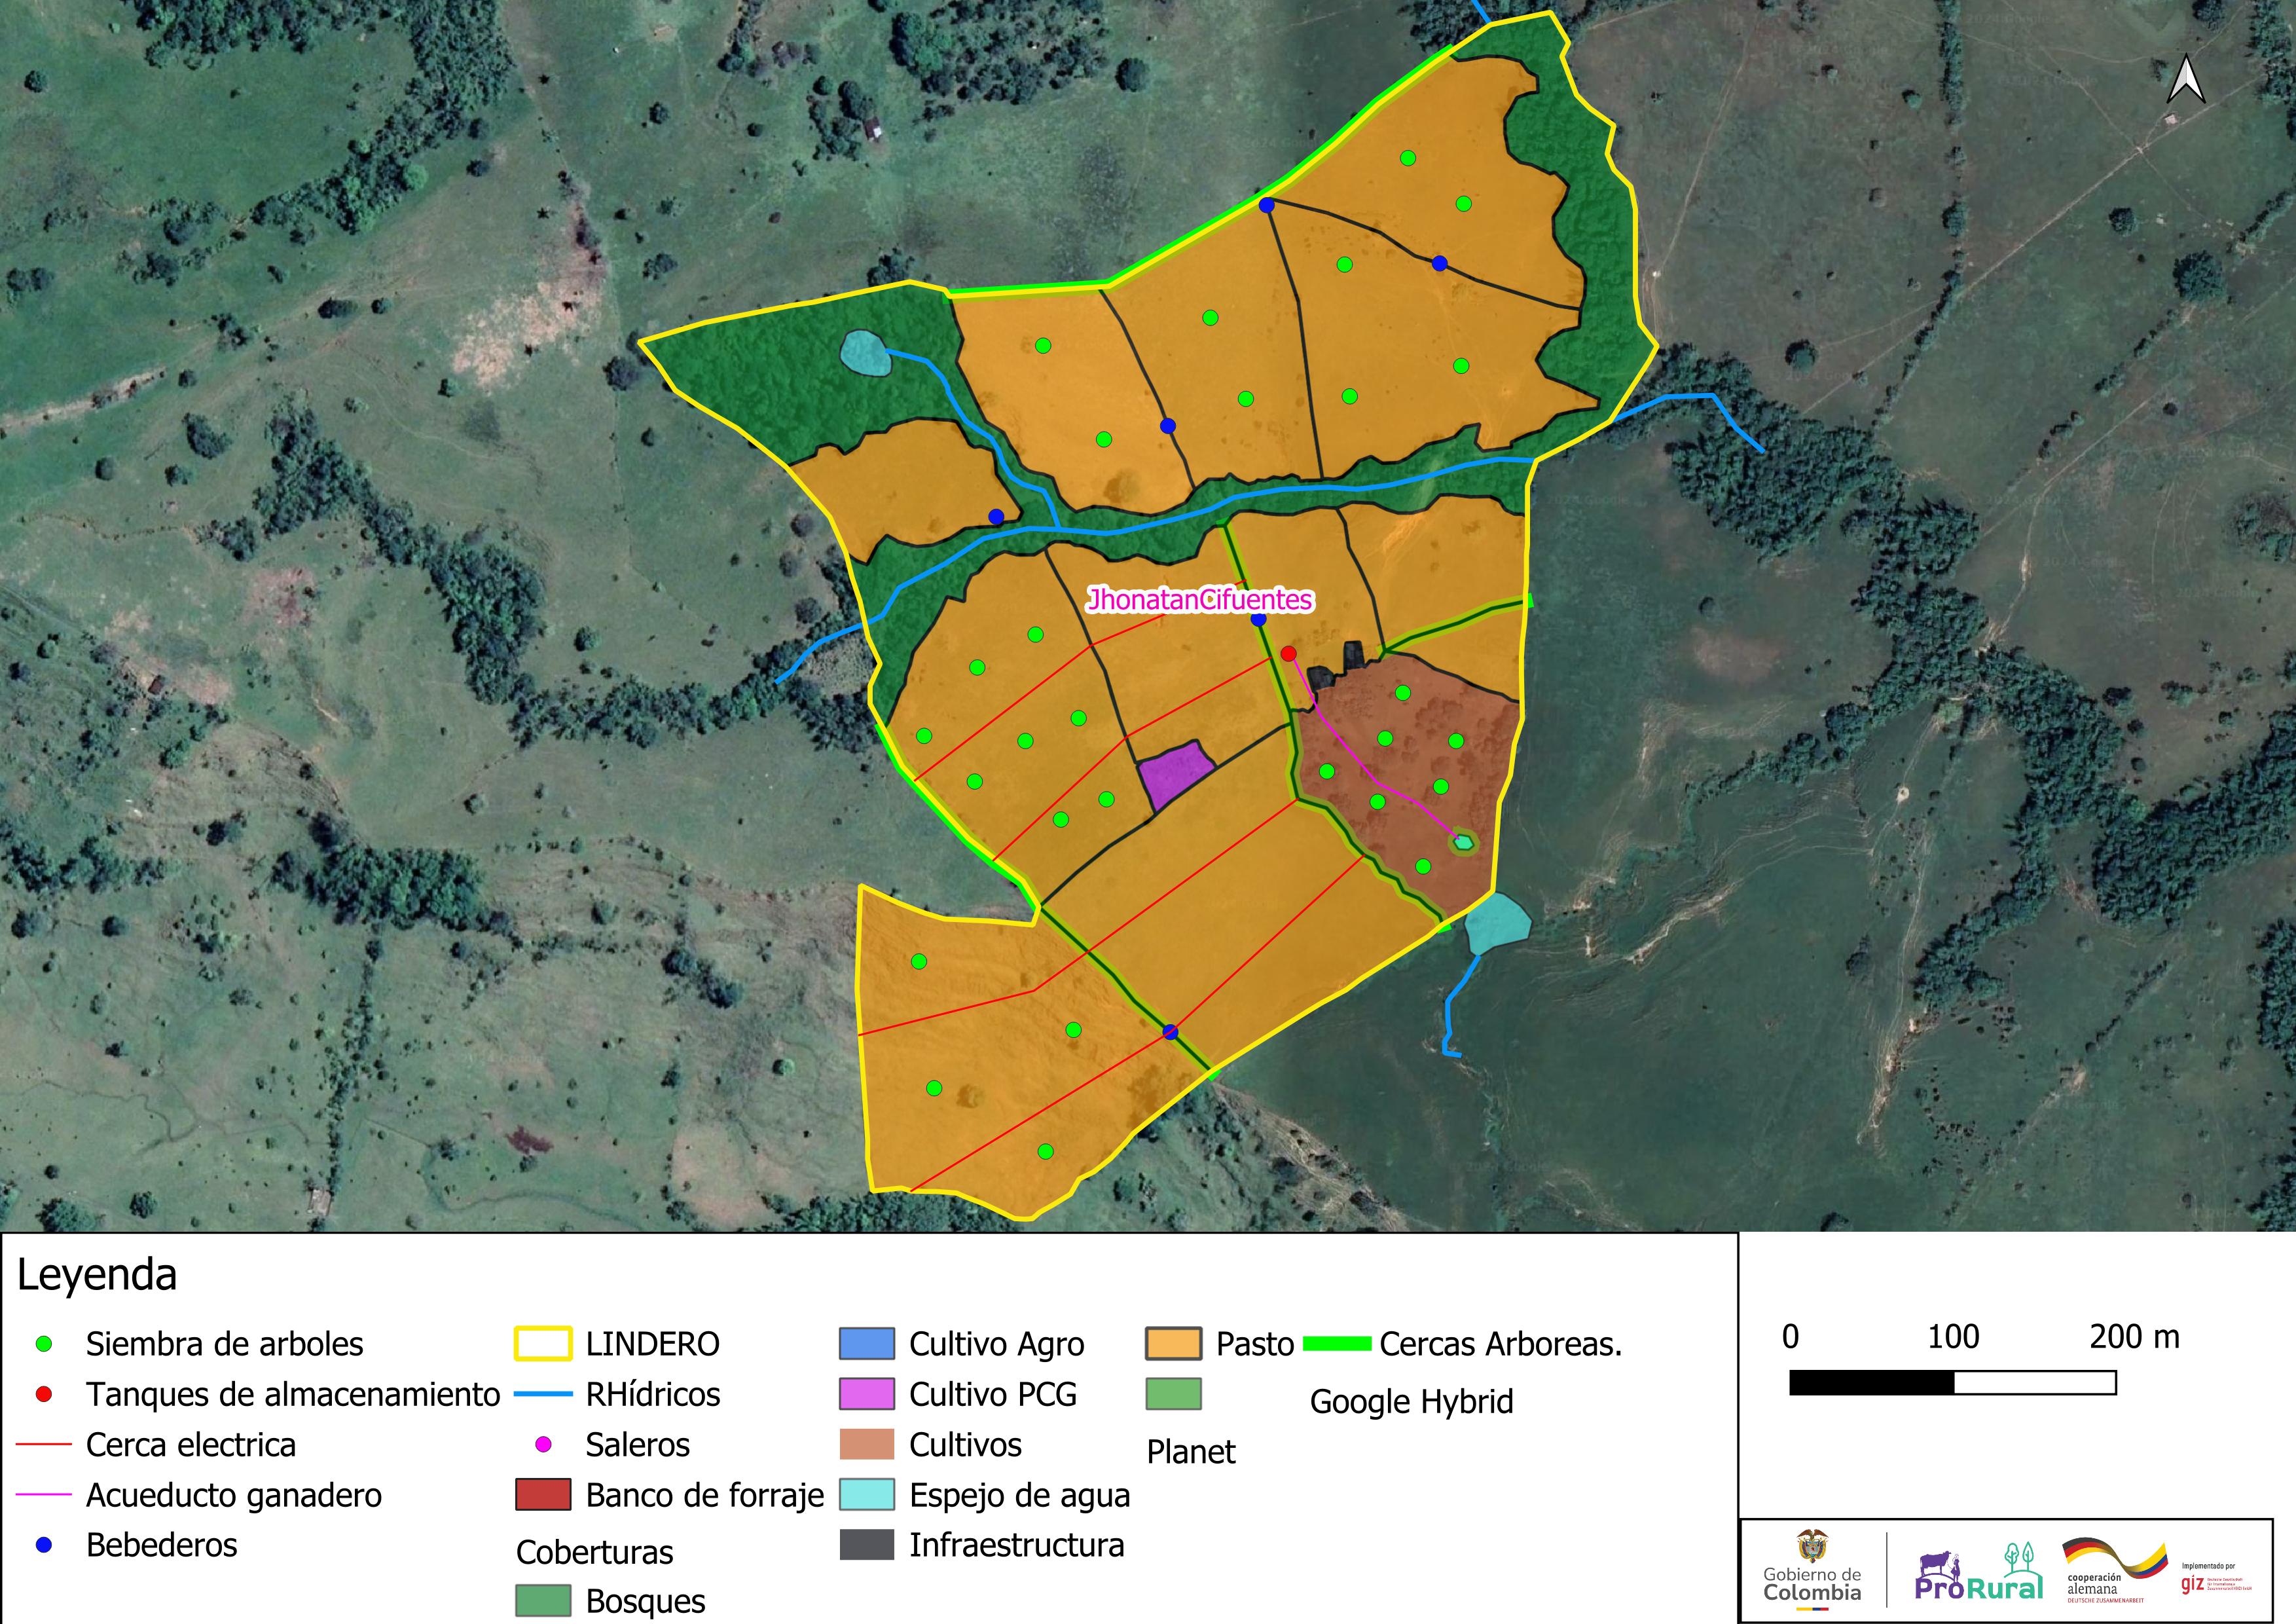 JhonatanCifuentes
Leyenda
Siembra de arboles
Tanques de almacenamiento
Cerca electrica
Acueducto ganadero
Bebederos
LINDERO
RHídricos
Saleros
Banco de forraje
Coberturas
Bosques
Cultivo Agro
Cultivo PCG
Cultivos
Espejo de agua
Infraestructura
Pasto
Planet
Cercas Arboreas.
Google Hybrid
0 100 200 m
Gobierno de
Colombia
ProRural
cooperación
alemana
DEUTSCHE ZUSAMMENARBEIT
Implementado por
giz